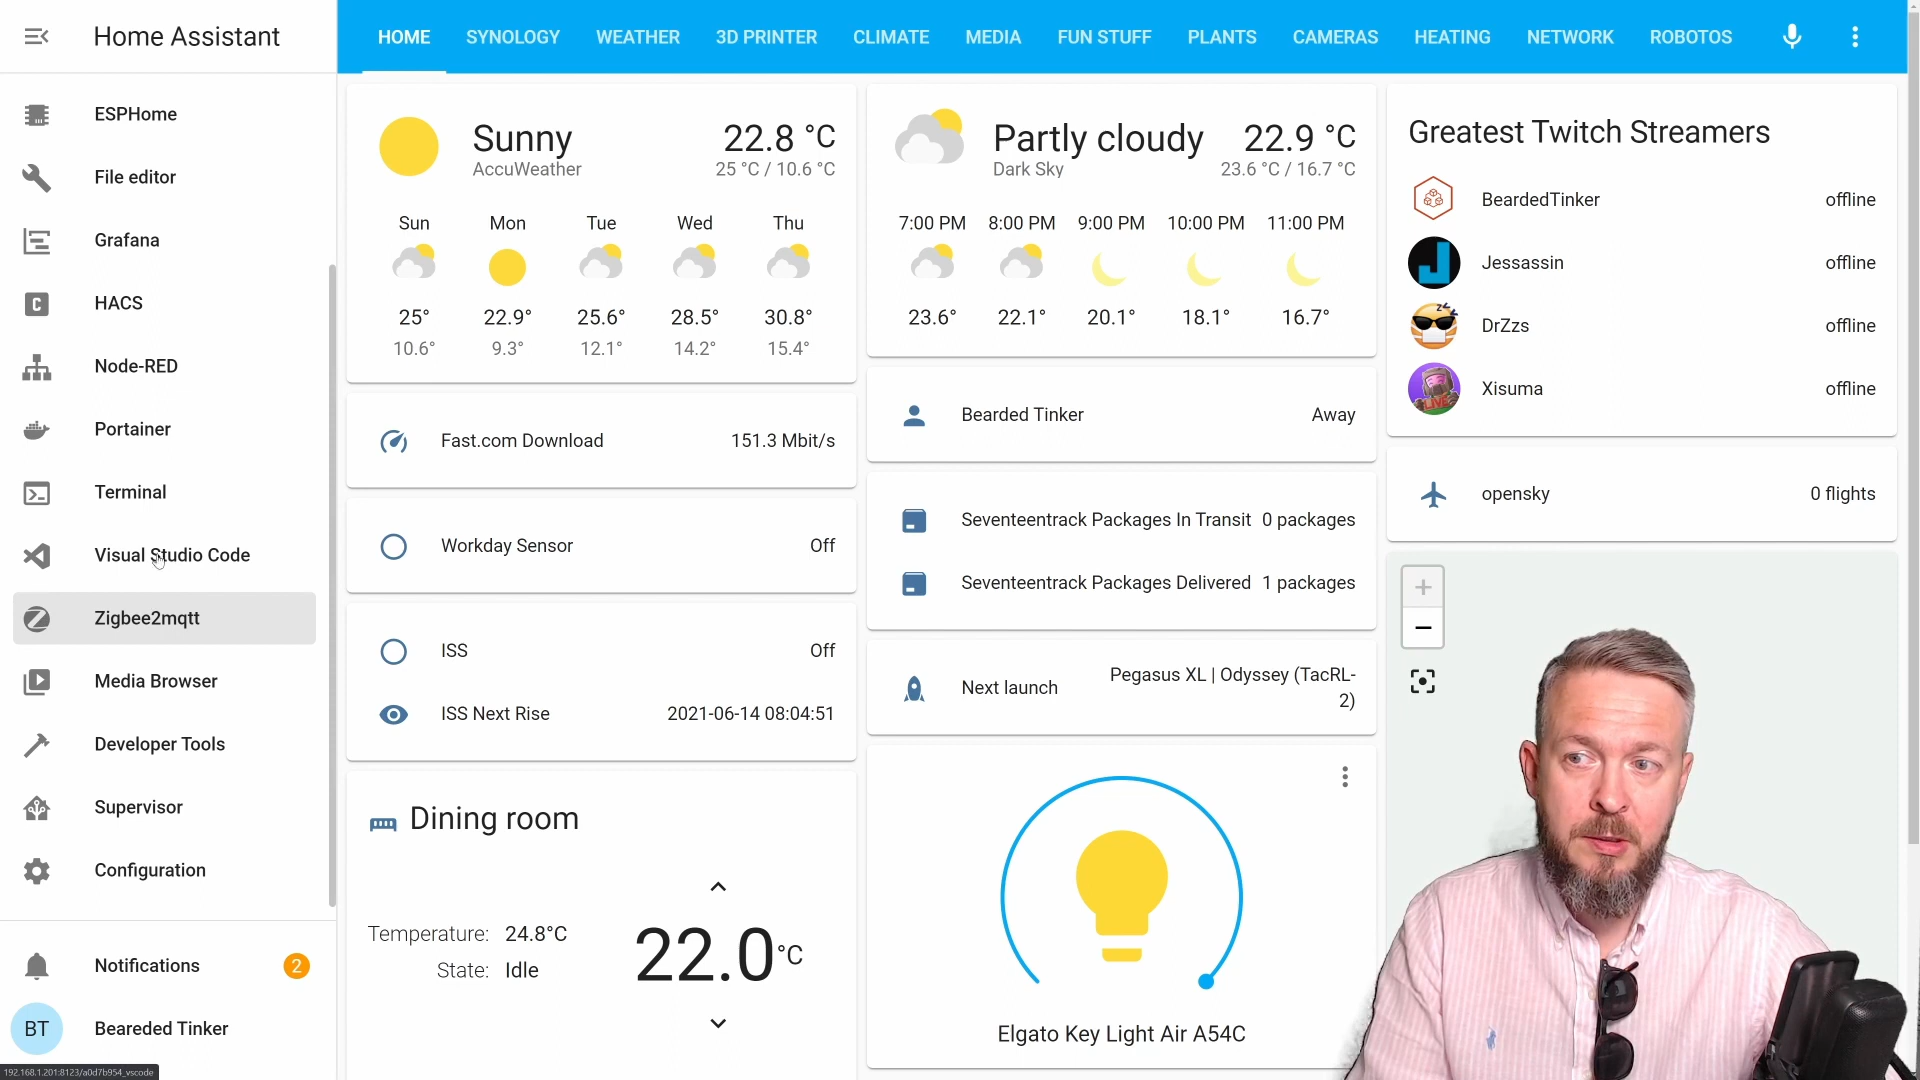 Home Assistant
HOME
SYNOLOGY
WEATHER
3D PRINTER
CLIMATE
MEDIA
FUN STUFF
PLANTS
CAMERAS
HEATING
NETWORK
ROBOTOS
ESPHome
File editor
Grafana
HACS
Node-RED
Portainer
Terminal
Visual Studio Code
Zigbee2mqtt
Media Browser
Developer Tools
Supervisor
Configuration
Notifications
2
BT
Beareded Tinker
192.168.1.201:8123/a0d7b954_vscode
Sunny
22.8 °C
AccuWeather
25 °C / 10.6 °C
Sun Mon Tue Wed Thu
25° 22.9° 25.6° 28.5° 30.8°
10.6° 9.3° 12.1° 14.2° 15.4°
Fast.com Download 151.3 Mbit/s
Workday Sensor Off
ISS Off
ISS Next Rise 2021-06-14 08:04:51
Dining room
Temperature: 24.8°C
State: Idle
22.0 °C
Partly cloudy
22.9 °C
Dark Sky
23.6 °C / 16.7 °C
7:00 PM 8:00 PM 9:00 PM 10:00 PM 11:00 PM
23.6° 22.1° 20.1° 18.1° 16.7°
Bearded Tinker Away
Seventeentrack Packages In Transit 0 packages
Seventeentrack Packages Delivered 1 packages
Next launch Pegasus XL | Odyssey (TacRL-
2)
Elgato Key Light Air A54C
Greatest Twitch Streamers
BeardedTinker offline
Jessassin offline
DrZzs offline
LIVE
Xisuma offline
opensky 0 flights
+
−